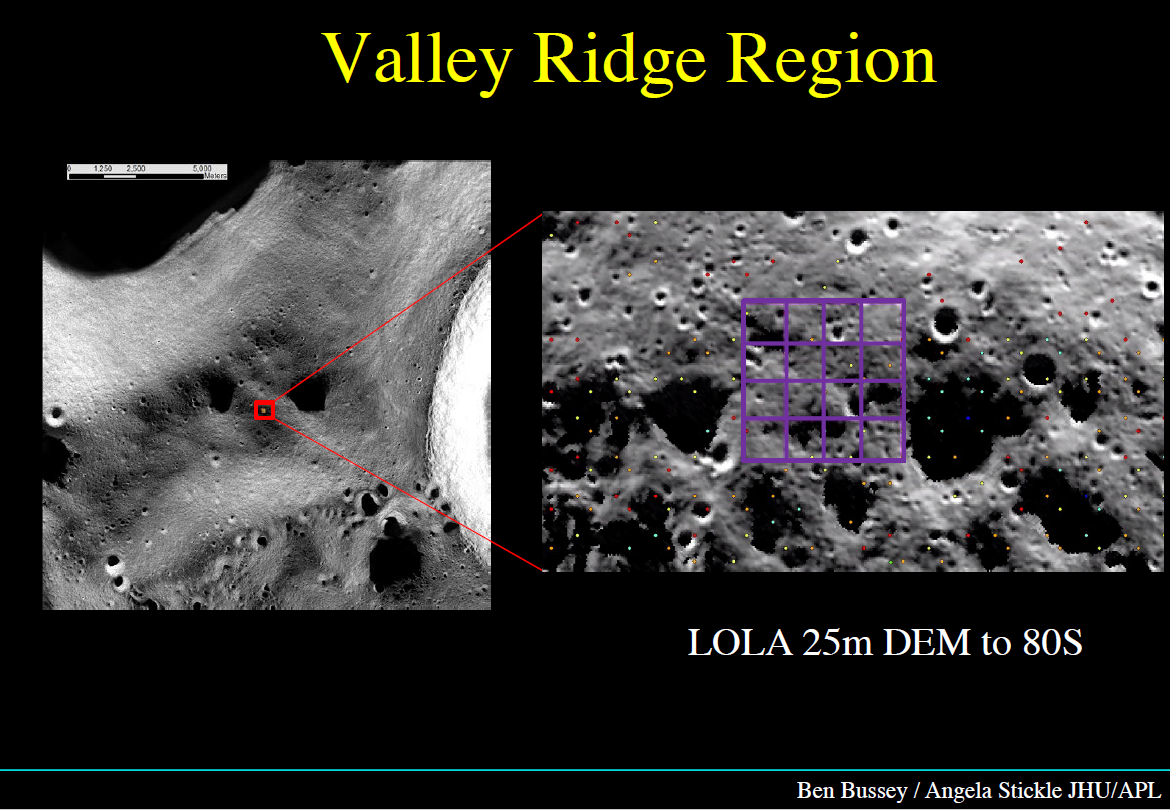 Valley Ridge Region
0 1,250 2,500 5,000
Meters
LOLA 25m DEM to 80S
Ben Bussey / Angela Stickle JHU/APL